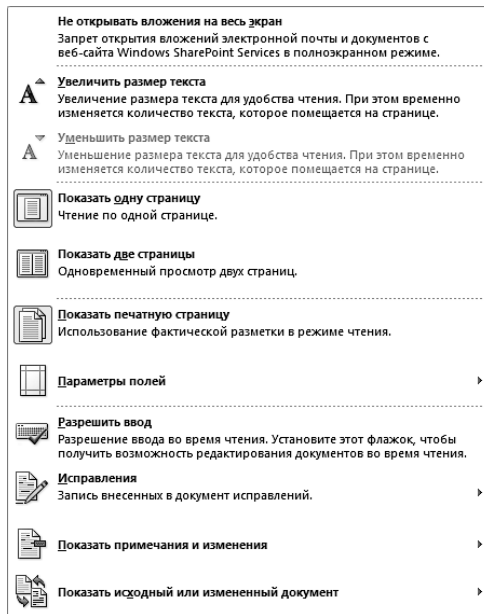 Не открывать вложения на весь экран
Запрет открытия вложений электронной почты и документов с
веб-сайта Windows SharePoint Services в полноэкранном режиме.
Увеличить размер текста
Увеличение размера текста для удобства чтения. При этом временно
изменяется количество текста, которое помещается на странице.
Уменьшить размер текста
Уменьшение размера текста для удобства чтения. При этом временно
изменяется количество текста, которое помещается на странице.
Показать одну страницу
Чтение по одной странице.
Показать две страницы
Одновременный просмотр двух страниц.
Показать печатную страницу
Использование фактической разметки в режиме чтения.
Параметры полей
Разрешить ввод
Разрешение ввода во время чтения. Установите этот флажок, чтобы
получить возможность редактирования документов во время чтения.
Исправления
Запись внесенных в документ исправлений.
Показать примечания и изменения
Показать исходный или измененный документ